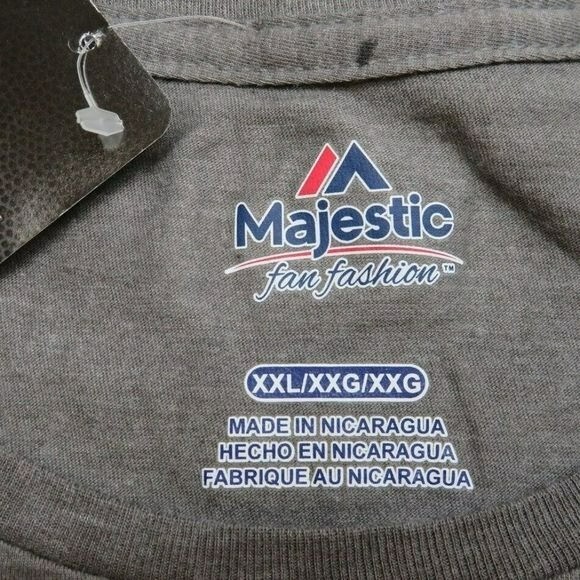 Majestic
fan fashion™
XXL/XXG/XXG
MADE IN NICARAGUA
HECHO EN NICARAGUA
FABRIQUE AU NICARAGUA